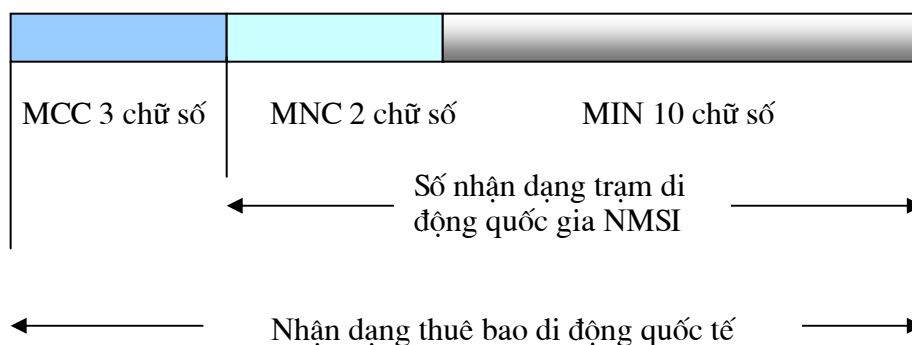 MCC 3 chữ số MNC 2 chữ số MIN 10 chữ số
Số nhận dạng trạm di
động quốc gia NMSI
Nhận dạng thuê bao di động quốc tế